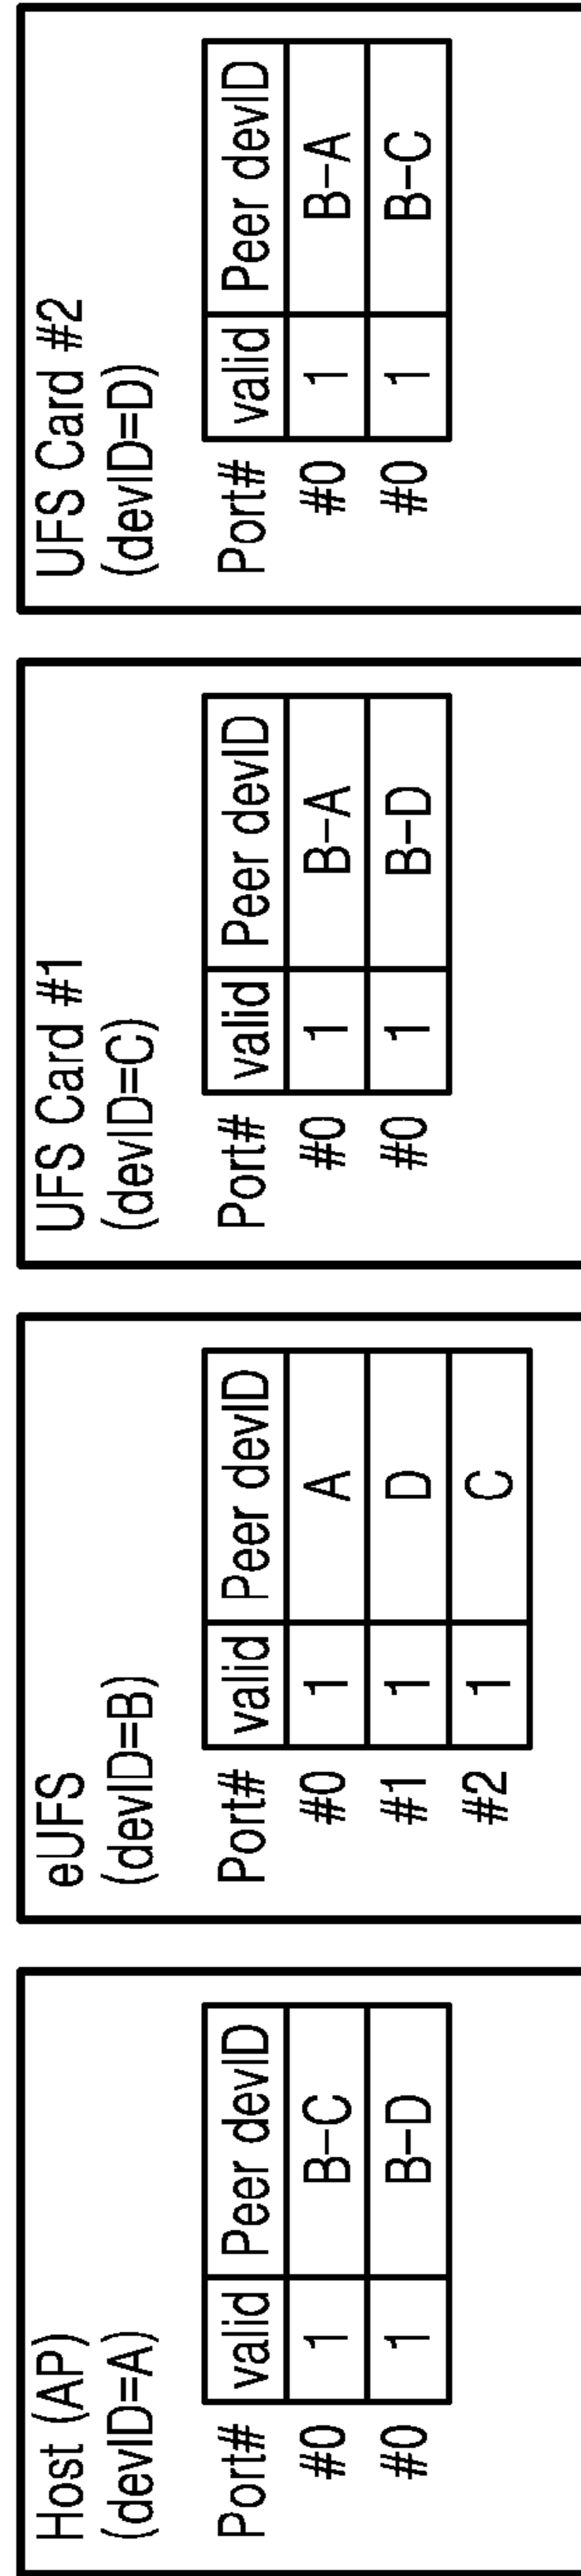 Host (AP)
(devID=A)
Port# valid Peer devID
#0 1 B-C
#0 1 B-D
eUFS
(devID=B)
Port# valid Peer devID
#0 1 A
#1 1 D
#2 1 C
UFS Card #1
(devID=C)
Port# valid Peer devID
#0 1 B-A
#0 1 B-D
UFS Card #2
(devID=D)
Port# valid Peer devID
#0 1 B-A
#0 1 B-C